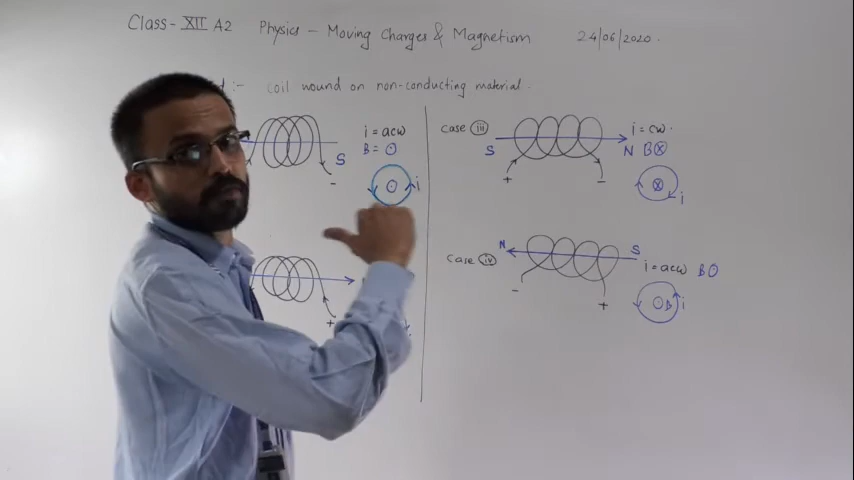 Class-XII A2 Physics - Moving Charges & Magnetism 24/06/2020.
:- coil wound on non-conducting material.
i = acw
B = ⊙
S
-
i
+
case (iii)
S
N
+
-
i = cw.
B ⊗
i
case (iv)
N
S
-
+
i = acw B ⊙
B
i